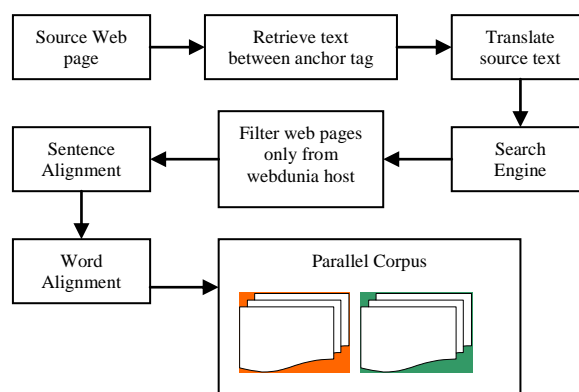 Source Web
page
Retrieve text
between anchor tag
Translate
source text
Search
Engine
Filter web pages
only from
webdunia host
Sentence
Alignment
Word
Alignment
Parallel Corpus